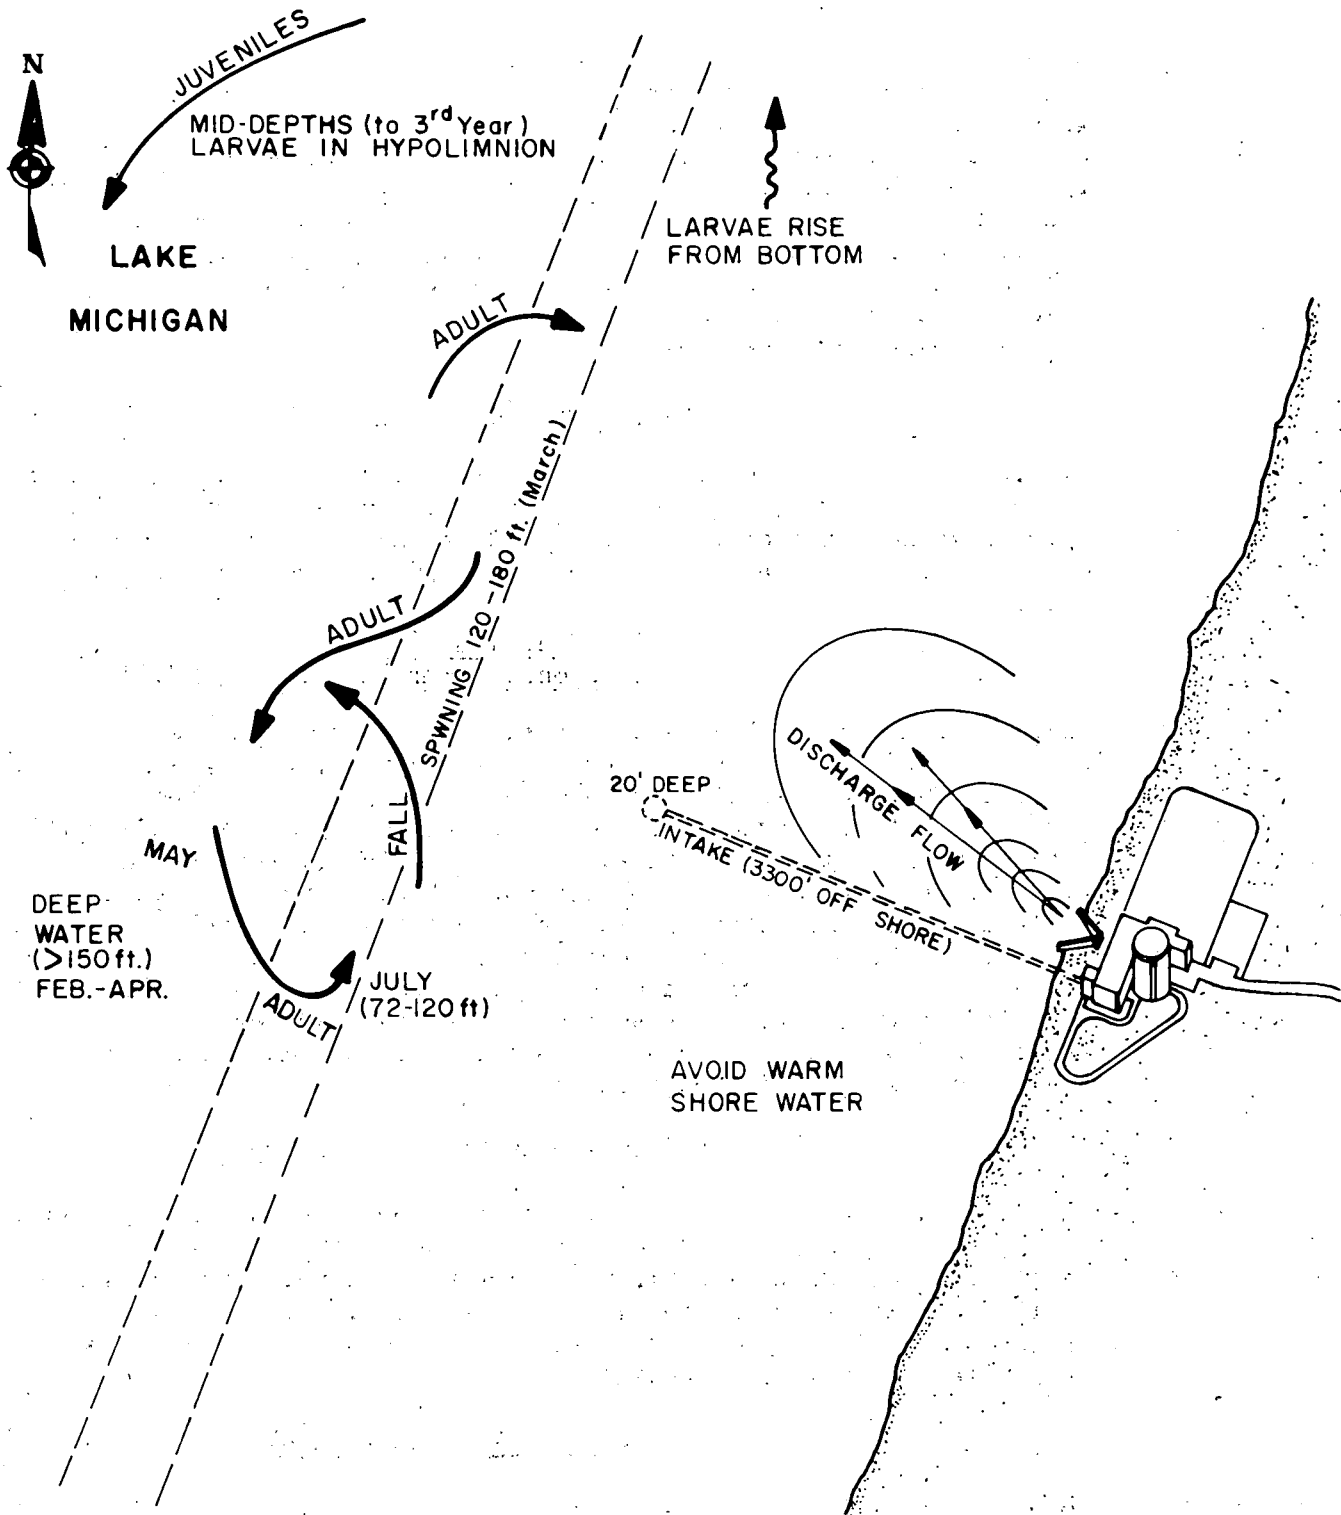 JUVENILES
N
MID-DEPTHS (to 3rd Year)
LARVAE IN HYPOLIMNION
LARVAE RISE
FROM BOTTOM
LAKE
MICHIGAN
ADULT
SPWNING 120-180 ft. (March)
ADULT
DISCHARGE FLOW
20' DEEP
INTAKE (3300' OFF SHORE)
FALL
MAY
DEEP
WATER
(>150 ft.)
FEB.-APR.
JULY
(72-120 ft)
ADULT
AVOID WARM
SHORE WATER